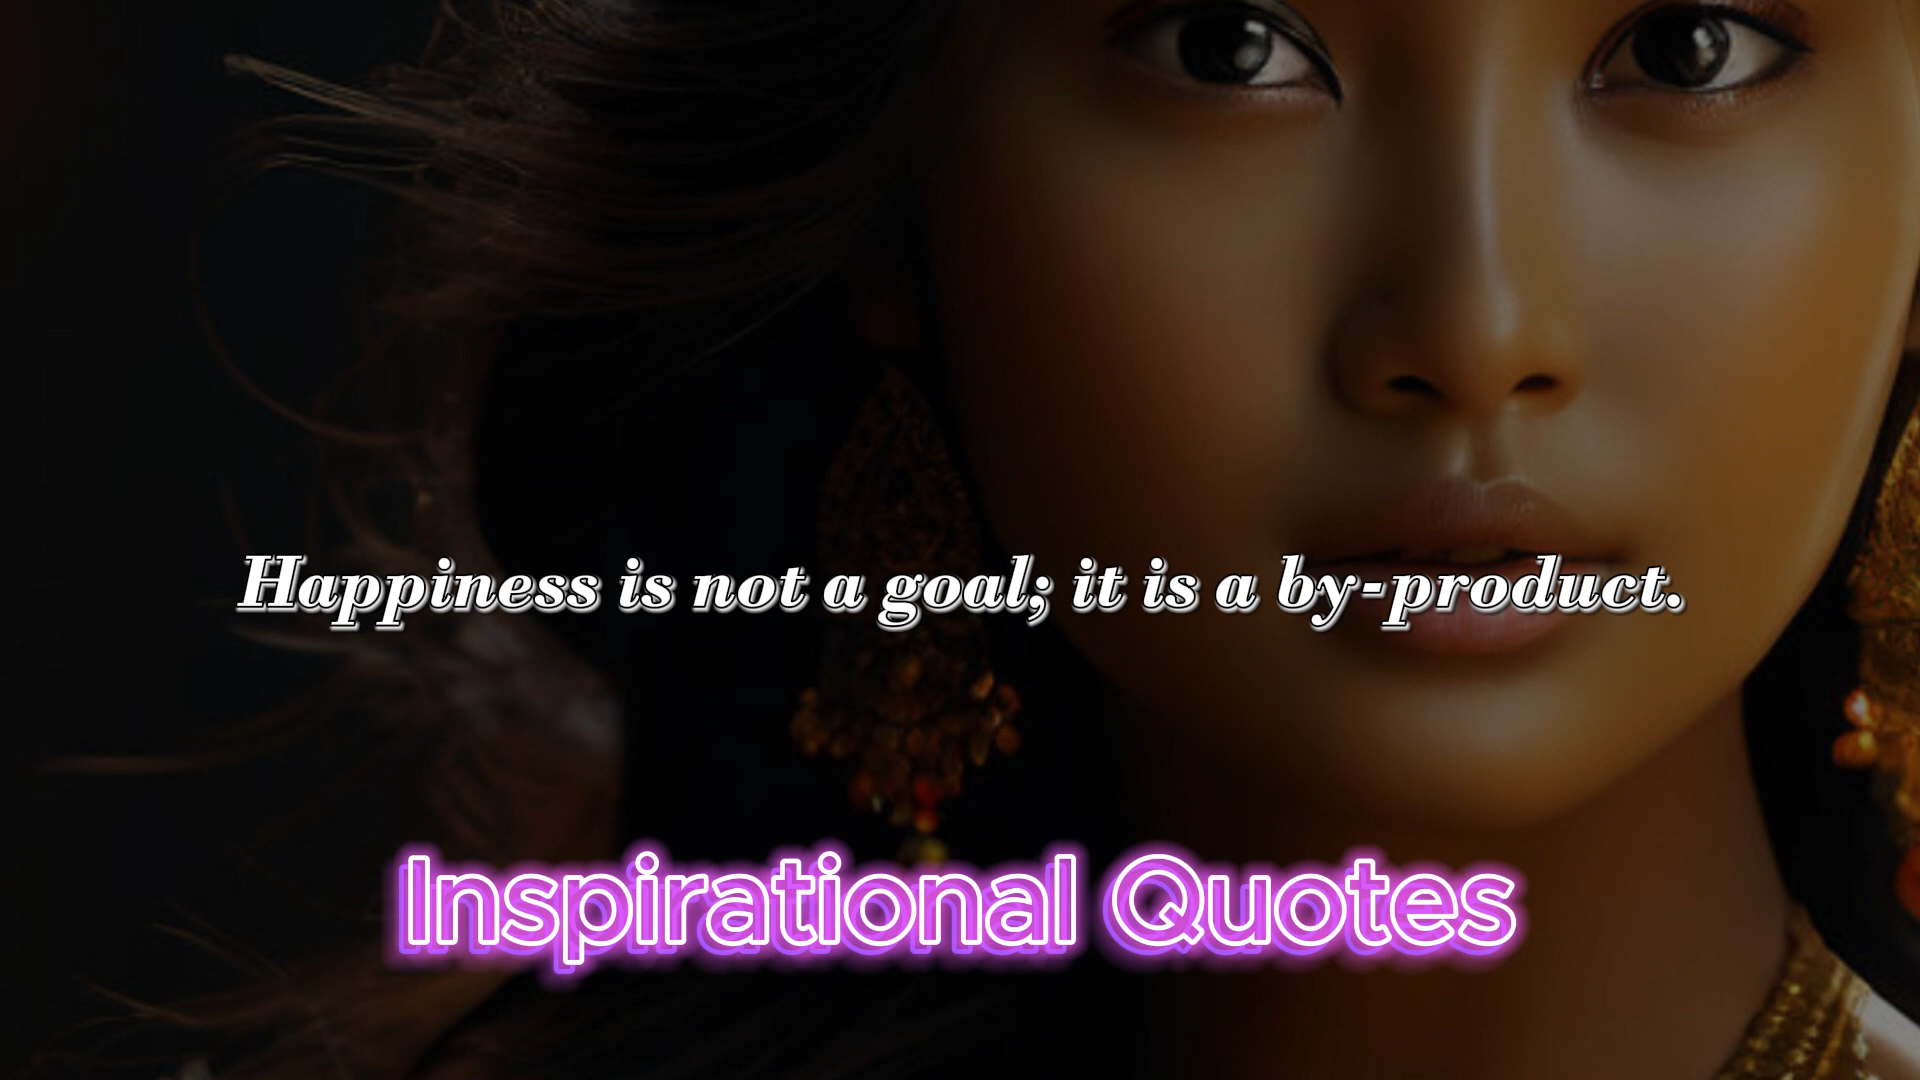 Happiness is not a goal; it is a by-product.
Inspirational Quotes